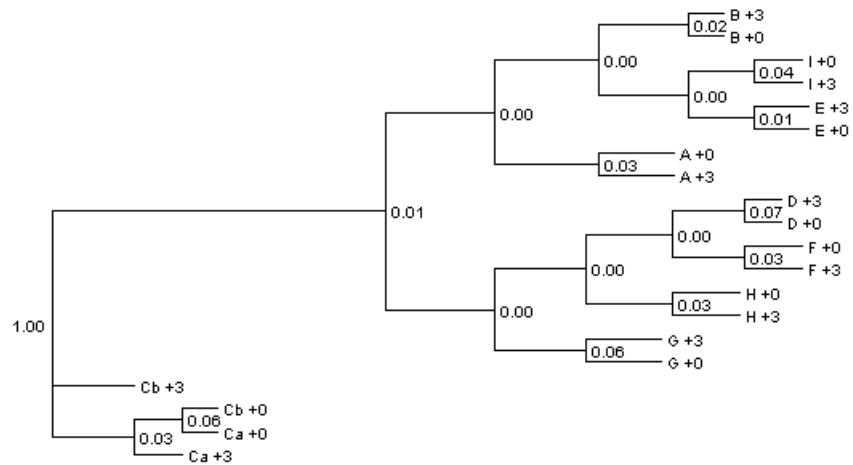 B +3
0.02
B +0
0.00
I +0
0.04
I +3
0.00
E +3
0.01
E +0
0.00
A +0
0.03
A +3
0.01
D +3
0.07
D +0
0.00
F +0
0.03
F +3
0.00
H +0
0.03
H +3
0.00
G +3
0.06
G +0
1.00
Cb +3
Cb +0
0.06
Ca +0
0.03
Ca +3